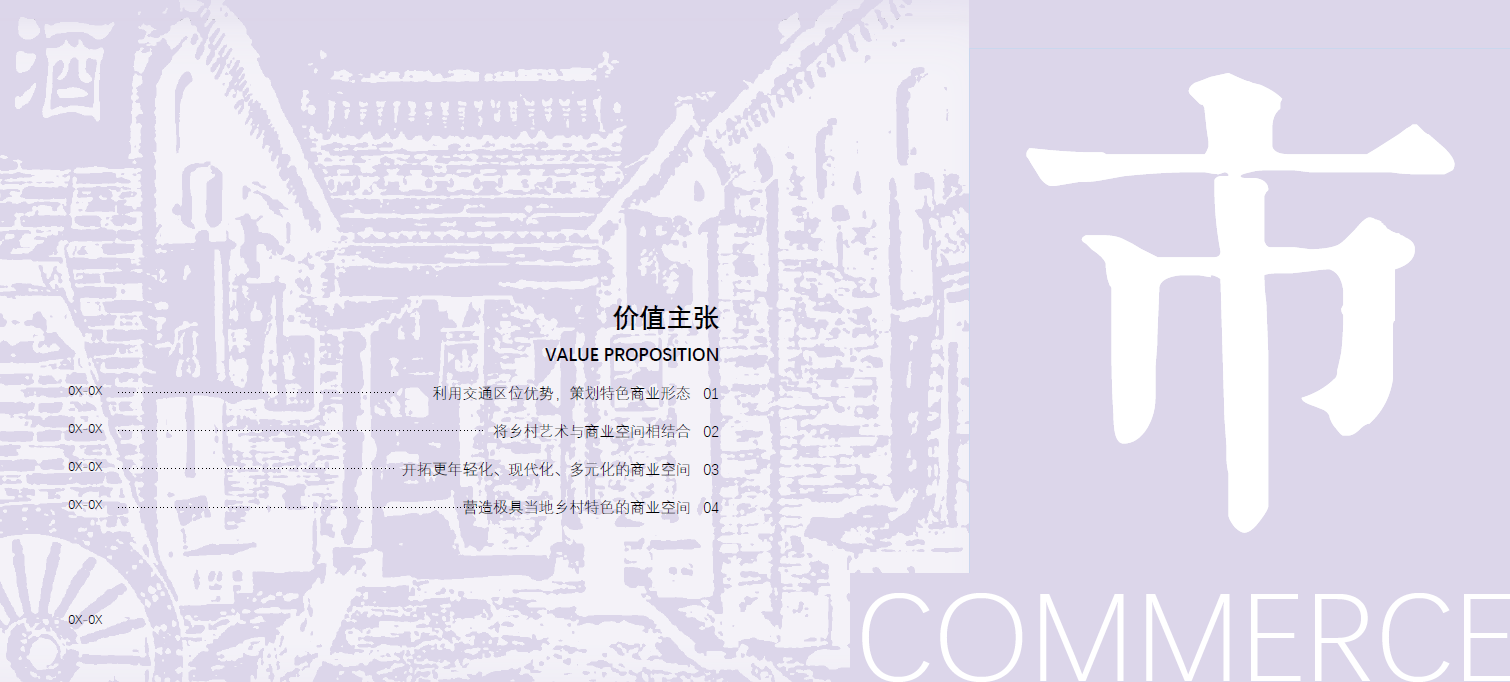 酒
市
价值主张
VALUE PROPOSITION
0X-0X 利用交通区位优势，策划特色商业形态 01
0X-0X 将乡村艺术与商业空间相结合 02
0X-0X 开拓更年轻化、现代化、多元化的商业空间 03
0X-0X 营造极具当地乡村特色的商业空间 04
0X-0X
COMMERCE